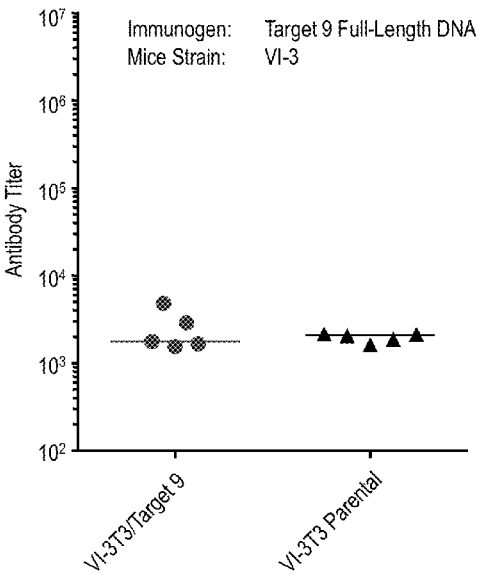 Immunogen: Target 9 Full-Length DNA
Mice Strain: VI-3
10⁷
10⁶
10⁵
10⁴
10³
10²
Antibody Titer
VI-3T3/Target 9
VI-3T3 Parental